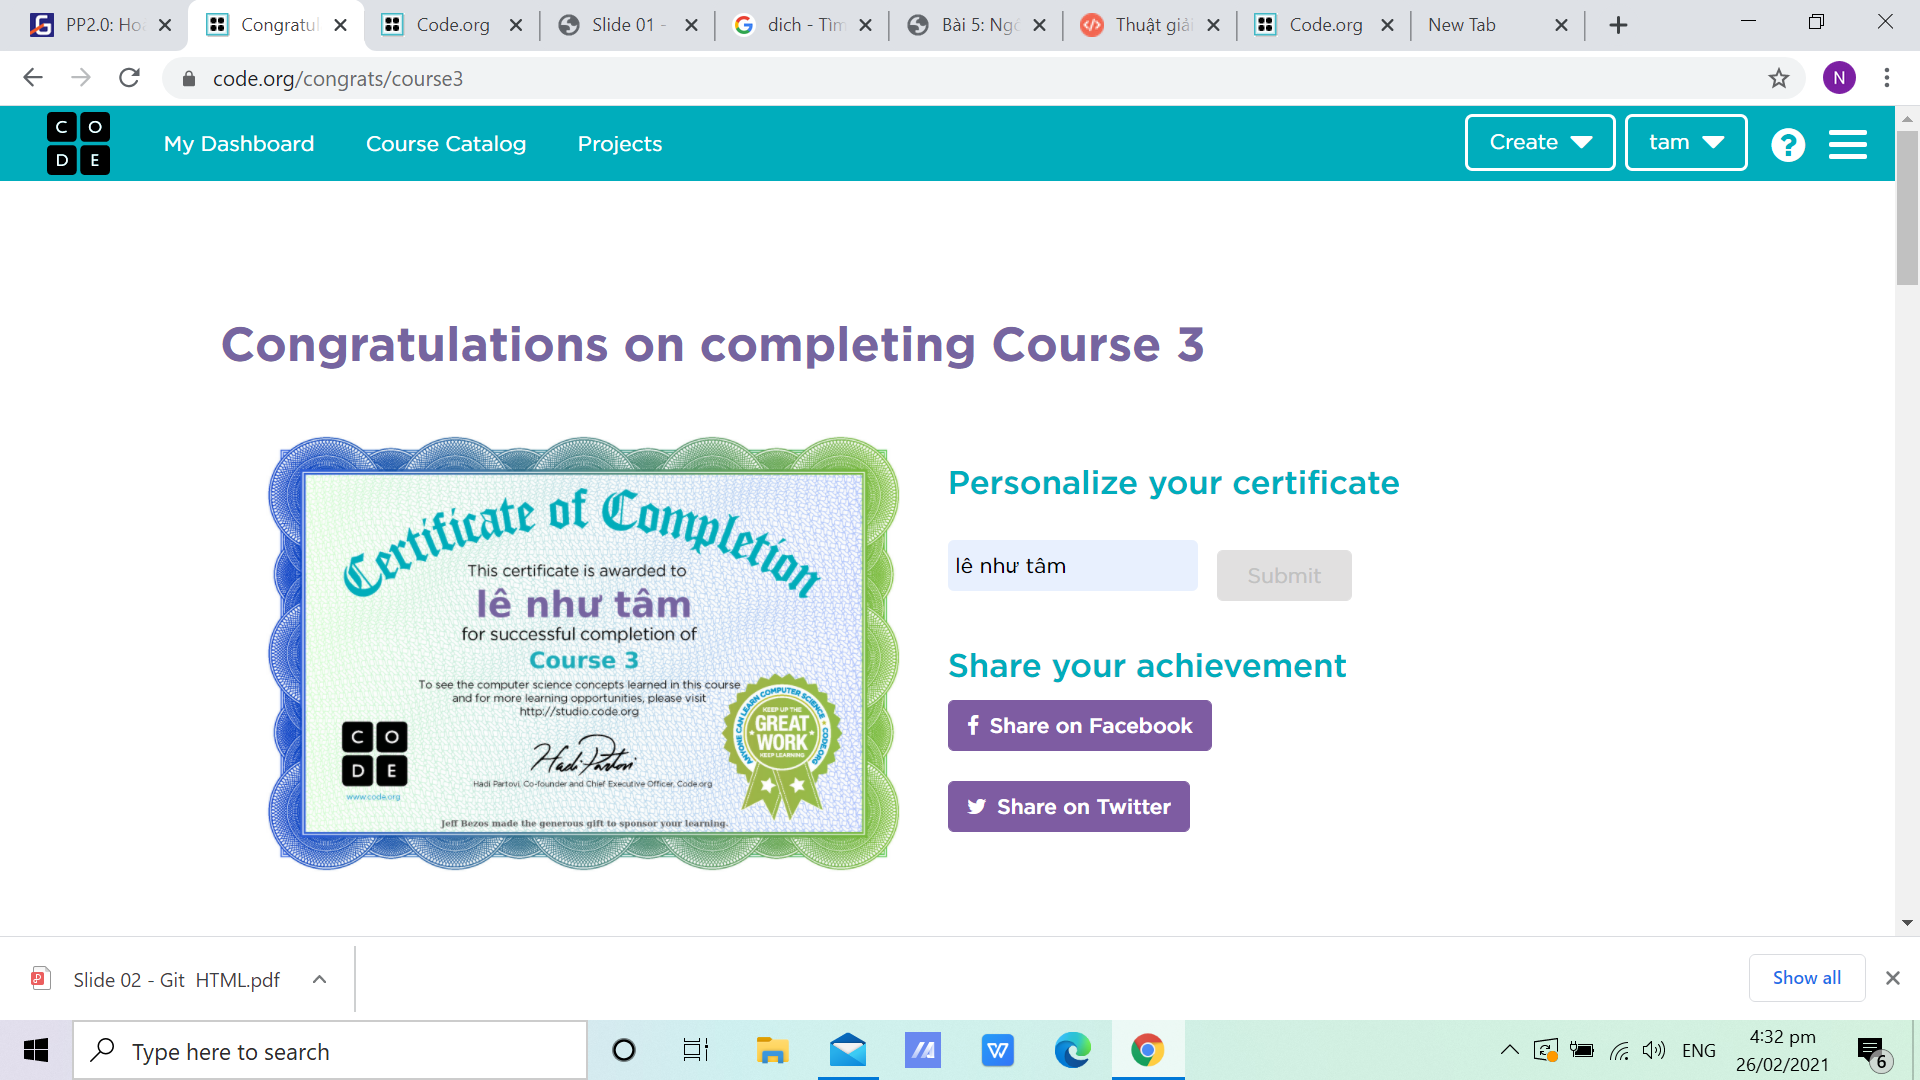 PP2.0: Hoà
Congratul
Code.org
Slide 01 -
dich - Tìm
Bài 5: Ngô
Thuật giải
Code.org
New Tab
code.org/congrats/course3
N
C O
D E
My Dashboard
Course Catalog
Projects
Create
tam
?
Congratulations on completing Course 3
Certificate of Completion
This certificate is awarded to
lê như tâm
for successful completion of
Course 3
To see the computer science concepts learned in this course
and for more learning opportunities, please visit
http://studio.code.org
C O
D E
www.code.org
Hadi Partovi
Hadi Partovi, Co-founder and Chief Executive Officer, Code.org
ANYONE CAN LEARN COMPUTER SCIENCE
CODE.ORG
KEEP UP THE
GREAT
WORK
KEEP LEARNING
Jeff Bezos made the generous gift to sponsor your learning.
Personalize your certificate
lê như tâm
Submit
Share your achievement
f Share on Facebook
Share on Twitter
Slide 02 - Git HTML.pdf
Show all
Type here to search
W
ENG
4:32 pm
26/02/2021
6